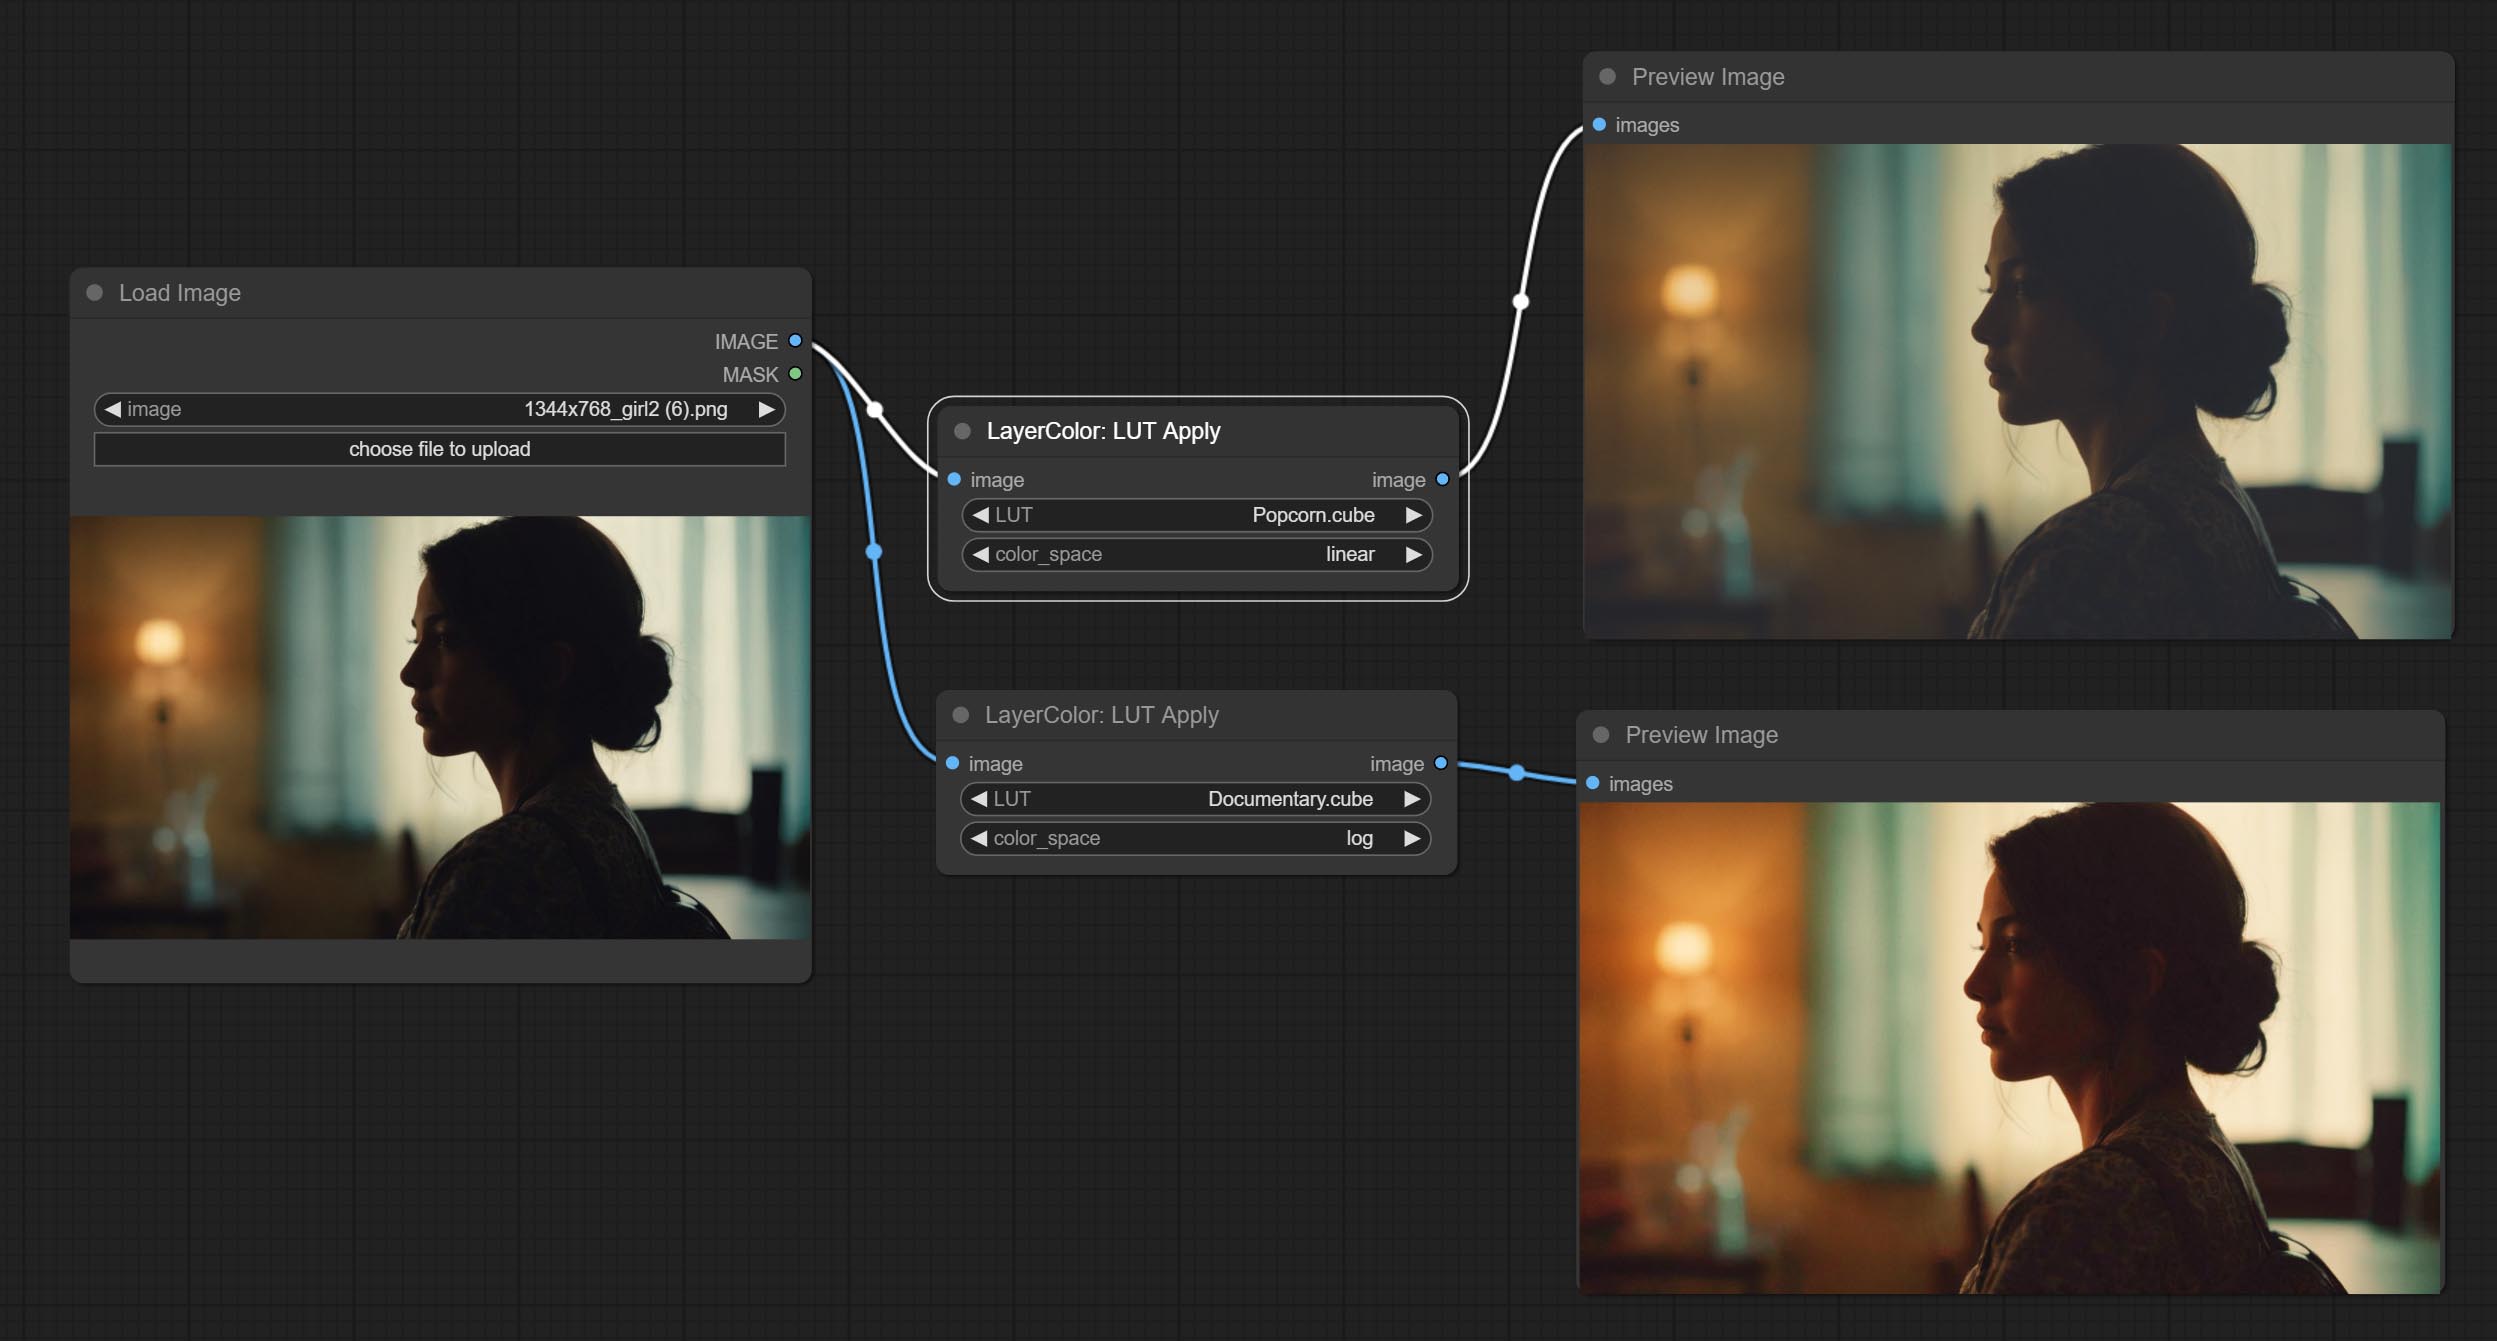 Load Image
IMAGE
MASK
image 1344x768_girl2 (6).png
choose file to upload
LayerColor: LUT Apply
image image
LUT Popcorn.cube
color_space linear
LayerColor: LUT Apply
image image
LUT Documentary.cube
color_space log
Preview Image
images
Preview Image
images